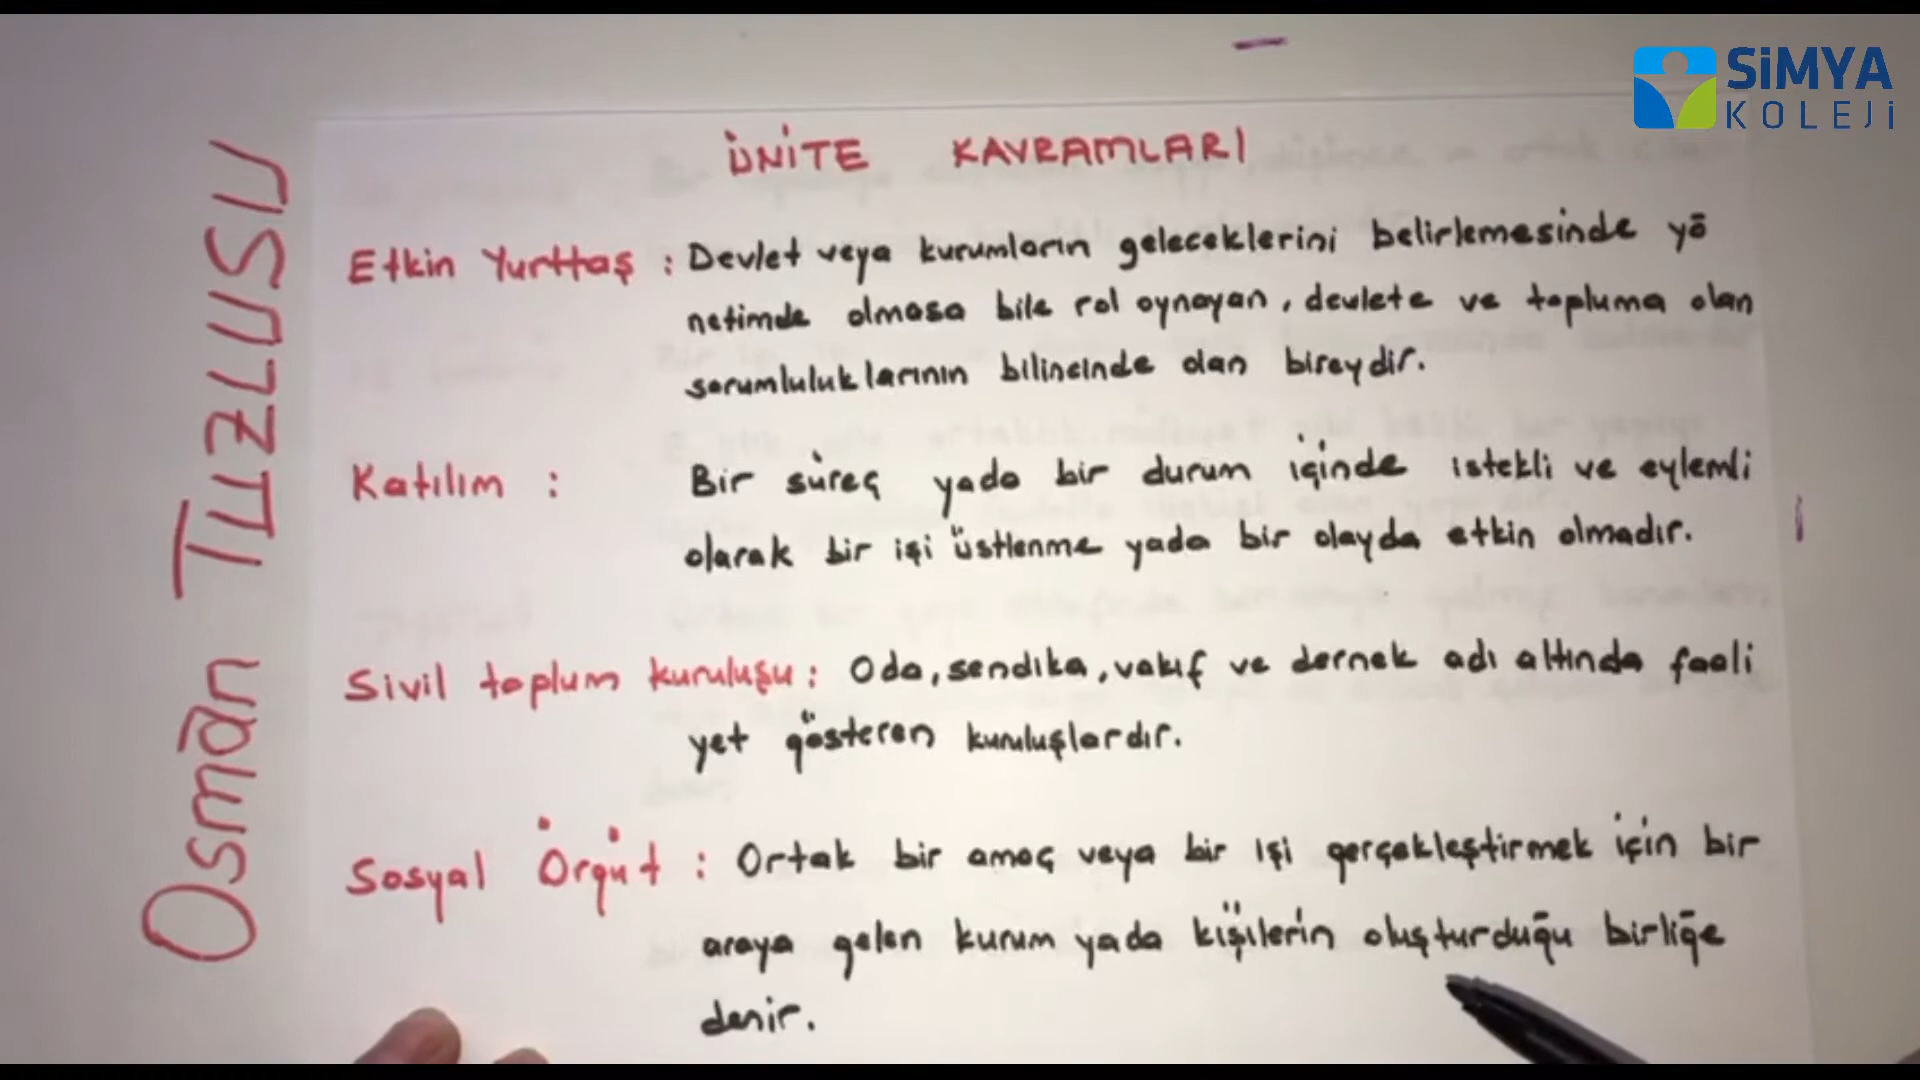 SiMYA
KOLEJi
Osman TUZLUSU
ÜNİTE KAVRAMLARI
Etkin Yurttaş : Devlet veya kurumların geleceklerini belirlemesinde yö
netimde olmasa bile rol oynayan, devlete ve topluma olan
sorumluluklarının bilincinde olan bireydir.
Katılım : Bir süreç yada bir durum içinde istekli ve eylemli
olarak bir işi üstlenme yada bir olayda etkin olmadır.
Sivil toplum kuruluşu : Oda, sendika, vakıf ve dernek adı altında faali
yet gösteren kuruluşlardır.
Sosyal Örgüt : Ortak bir amaç veya bir işi gerçekleştirmek için bir
araya gelen kurum yada kişilerin oluşturduğu birliğe
denir.